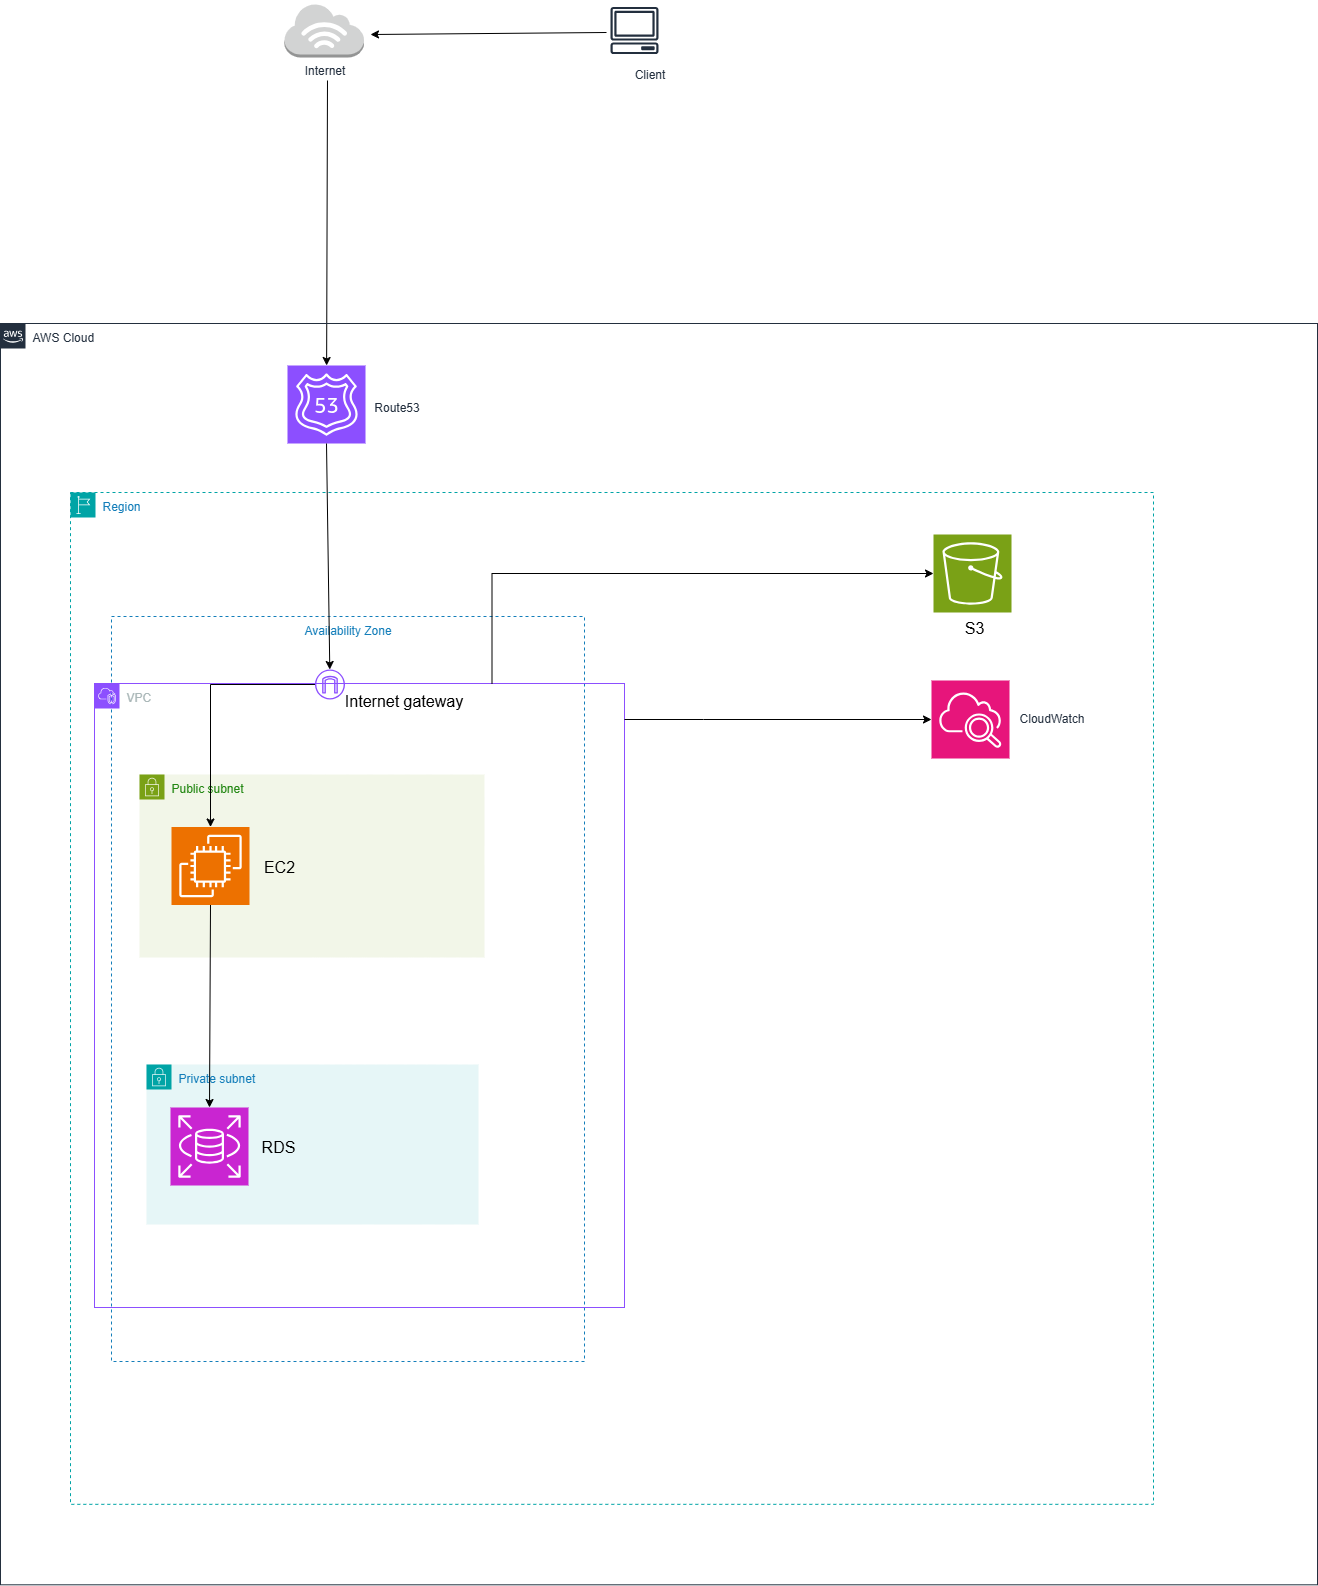 Internet
Client
aws
AWS Cloud
53
Route53
Region
S3
Availability Zone
VPC
Internet gateway
CloudWatch
Public subnet
EC2
Private subnet
RDS